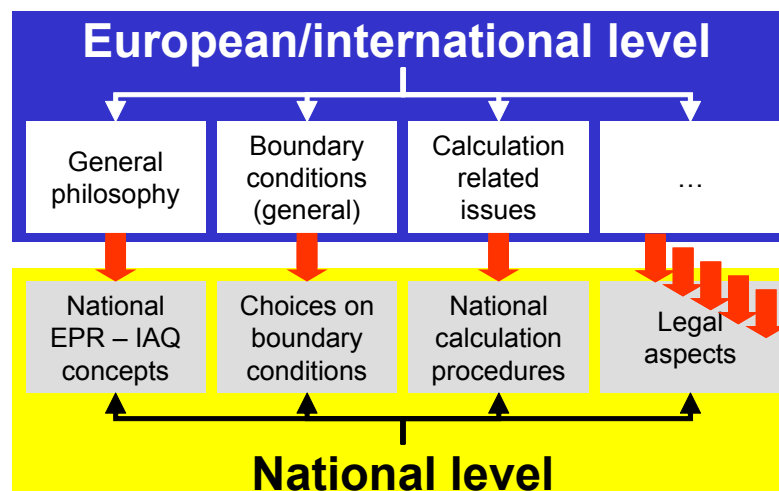 European/international level
General
philosophy
Boundary
conditions
(general)
Calculation
related
issues
…
National
EPR – IAQ
concepts
Choices on
boundary
conditions
National
calculation
procedures
Legal
aspects
National level